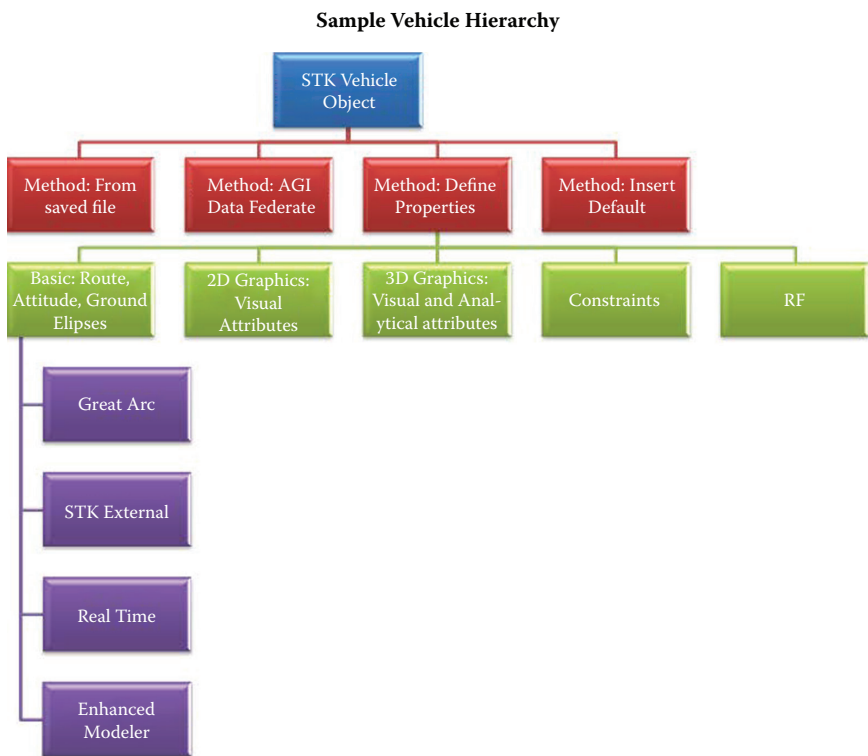 Sample Vehicle Hierarchy
STK Vehicle
Object
Method: From
saved file
Method: AGI
Data Federate
Method: Define
Properties
Method: Insert
Default
Basic: Route,
Attitude, Ground
Elipses
2D Graphics:
Visual
Attributes
3D Graphics:
Visual and Anal-
ytical attributes
Constraints
RF
Great Arc
STK External
Real Time
Enhanced
Modeler